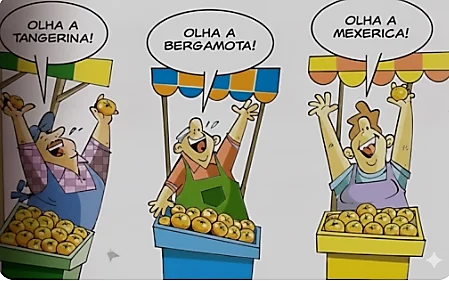 OLHA A
TANGERINA!
OLHA A
BERGAMOTA!
OLHA A
MEXERICA!